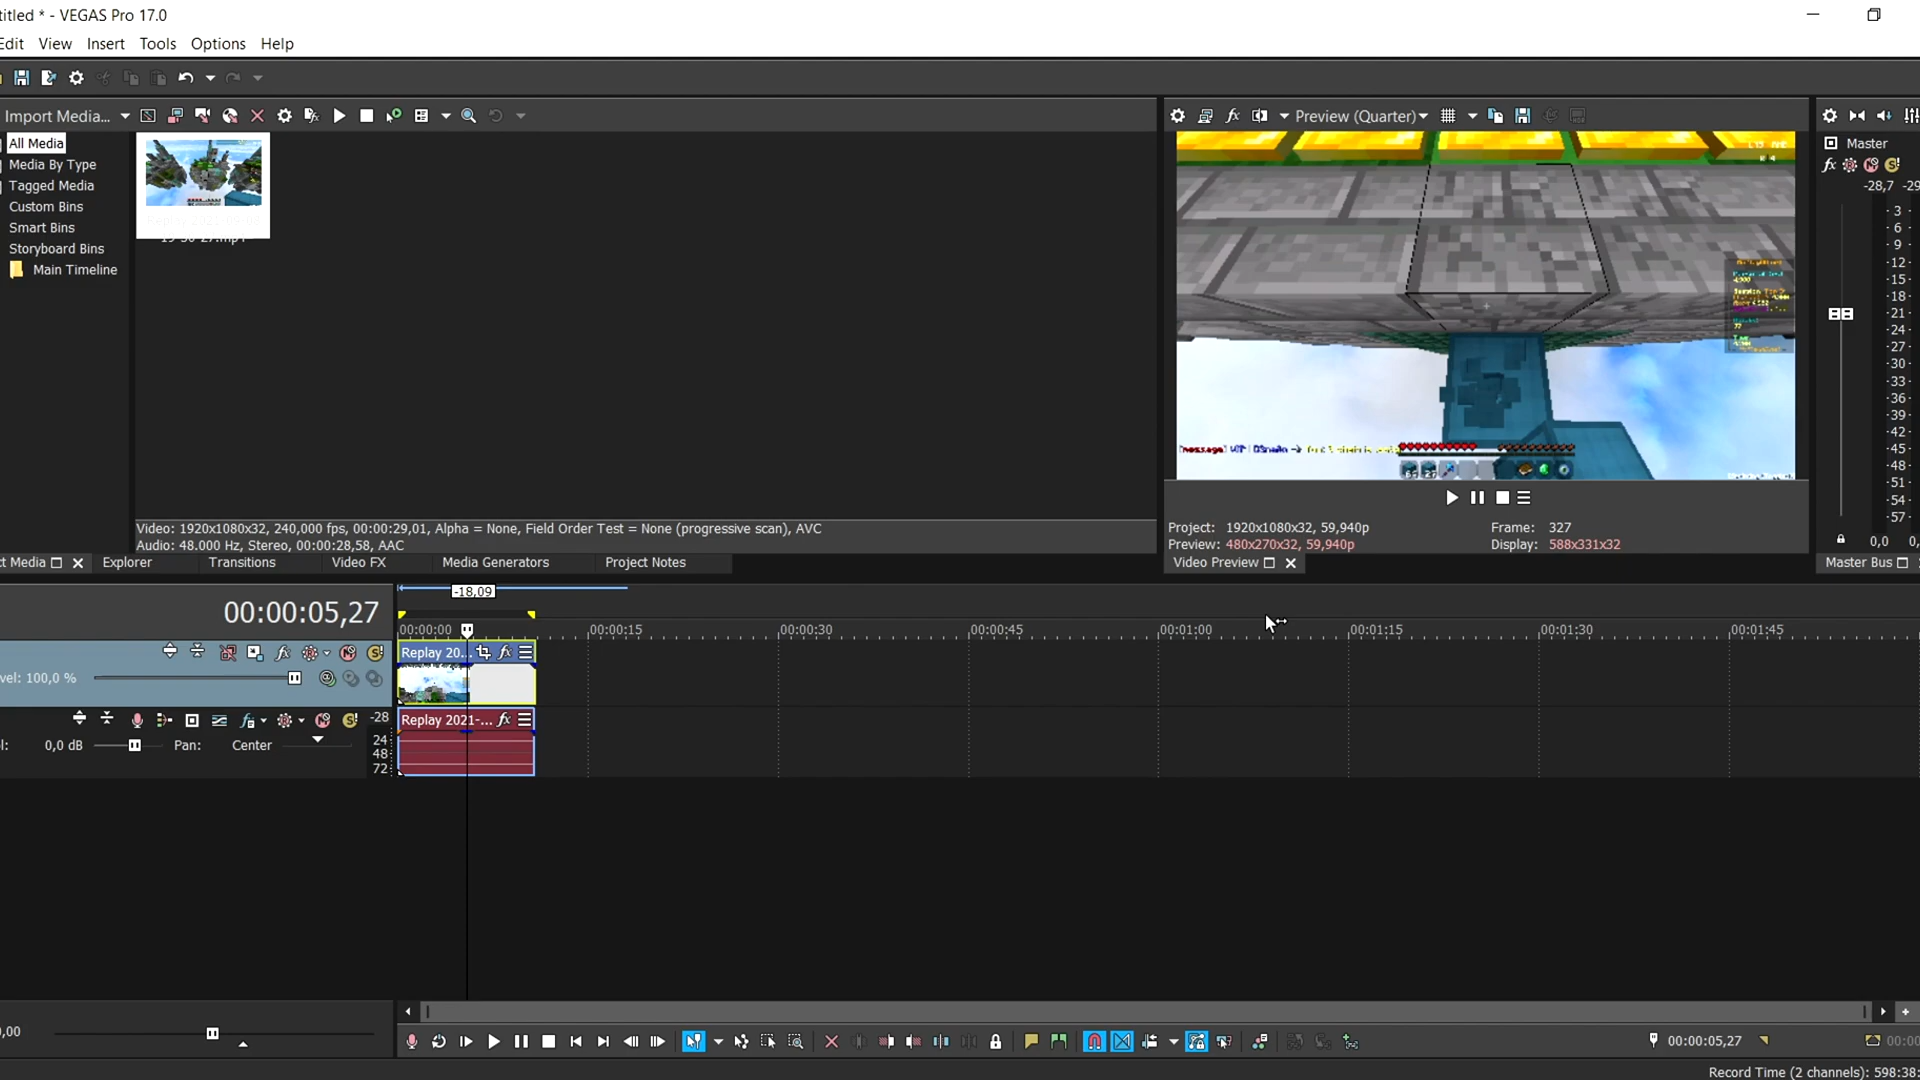 titled * - VEGAS Pro 17.0
Edit View Insert Tools Options Help
Import Media...
Preview (Quarter)
All Media
Media By Type
Tagged Media
Custom Bins
Smart Bins
Storyboard Bins
Main Timeline
Master
-28,7 -29
3
6
9
12
15
18
21
24
27
30
33
36
39
42
45
48
51
54
57
Video: 1920x1080x32, 240,000 fps, 00:00:29,01, Alpha = None, Field Order Test = None (progressive scan), AVC
Audio: 48.000 Hz, Stereo, 00:00:28,58, AAC
Project: 1920x1080x32, 59,940p Frame: 327
Preview: 480x270x32, 59,940p Display: 588x331x32
0,0 0,
ct Media Explorer Transitions Video FX Media Generators Project Notes
Video Preview
Master Bus
-18,09
00:00:05,27
00:00:00 00:00:15 00:00:30 00:00:45 00:01:00 00:01:15 00:01:30 00:01:45
Replay 20...
vel: 100,0 %
Replay 2021-...
-28
l: 0,0 dB Pan: Center
24
48
72
,00
00:00:05,27
00:00
Record Time (2 channels): 598:38: